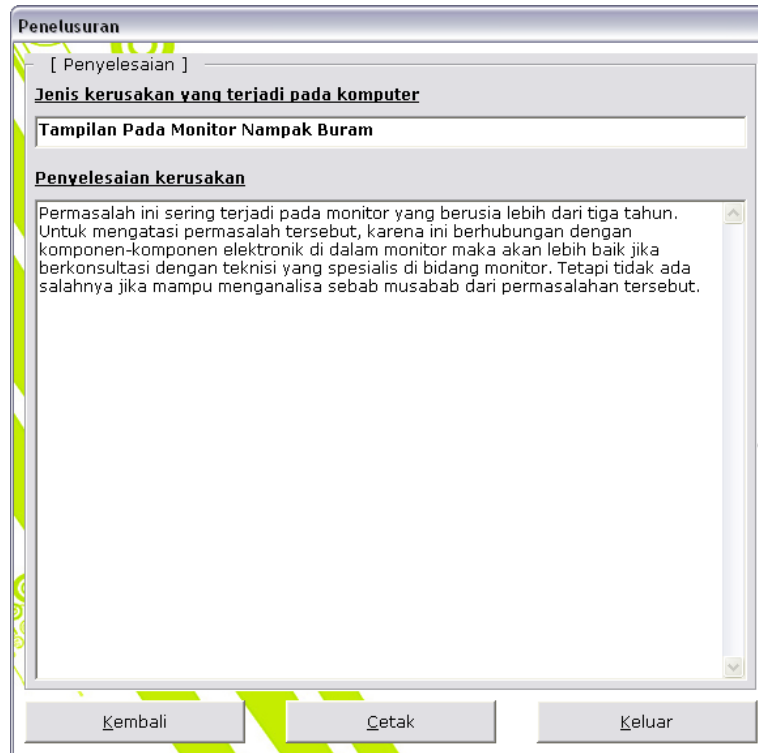 Penelusuran
[ Penyelesaian ]
Jenis kerusakan yang terjadi pada komputer
Tampilan Pada Monitor Nampak Buram
Penyelesaian kerusakan
Permasalah ini sering terjadi pada monitor yang berusia lebih dari tiga tahun.
Untuk mengatasi permasalah tersebut, karena ini berhubungan dengan
komponen-komponen elektronik di dalam monitor maka akan lebih baik jika
berkonsultasi dengan teknisi yang spesialis di bidang monitor. Tetapi tidak ada
salahnya jika mampu menganalisa sebab musabab dari permasalahan tersebut.
Kembali Cetak Keluar